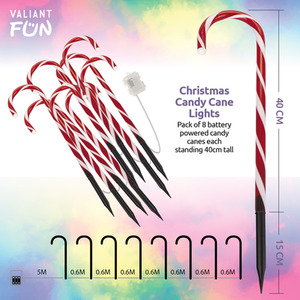 VALIANT
FUN
Christmas
Candy Cane
Lights
Pack of 8 battery
powered candy
canes each
standing 40cm tall
40 CM
15 CM
5M 0.6M 0.6M 0.6M 0.6M 0.6M 0.6M 0.6M